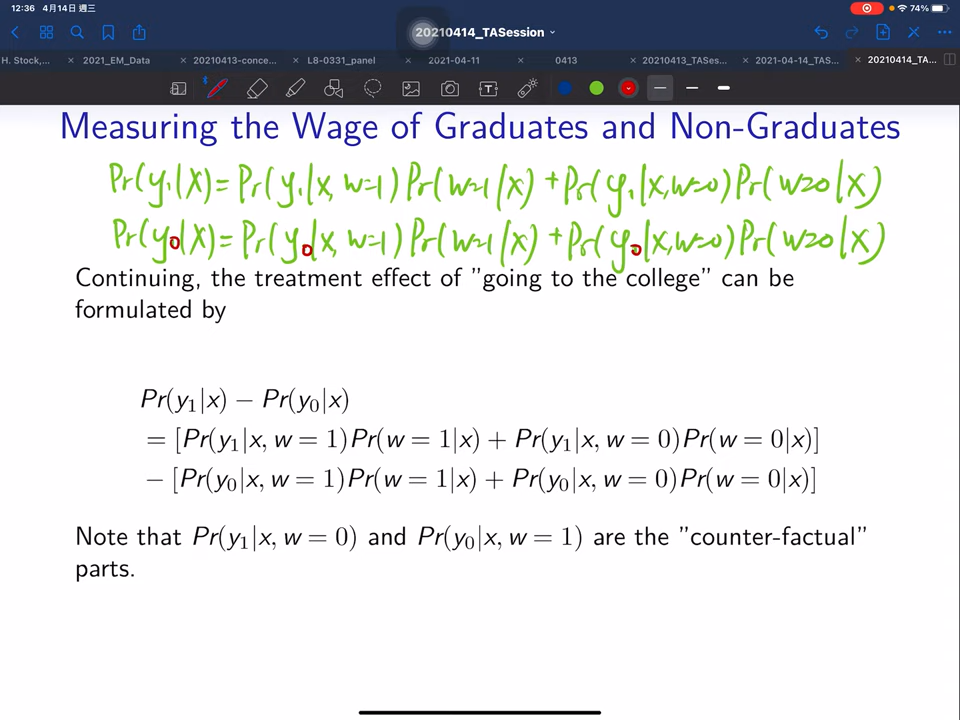 12:36 4月14日 週三 74%
20210414_TASession
H. Stock,... × 2021_EM_Data × 20210413-conce... × L8-0331_panel × 2021-04-11 0413 × 20210413_TASes... × 2021-04-14_TAS... × 20210414_TA...
Measuring the Wage of Graduates and Non-Graduates
Pr(y₁|x) = Pr(y₁|x, w=1) Pr(w=1|x) + Pr(y₁|x,w=0) Pr(w=0|x)
Pr(y₀|x) = Pr(y₀|x, w=1) Pr(w=1|x) + Pr(y₀|x,w=0) Pr(w=0|x)
Continuing, the treatment effect of "going to the college" can be
formulated by
Pr(y₁|x) − Pr(y₀|x)
= [Pr(y₁|x, w = 1)Pr(w = 1|x) + Pr(y₁|x, w = 0)Pr(w = 0|x)]
− [Pr(y₀|x, w = 1)Pr(w = 1|x) + Pr(y₀|x, w = 0)Pr(w = 0|x)]
Note that Pr(y₁|x, w = 0) and Pr(y₀|x, w = 1) are the "counter-factual"
parts.